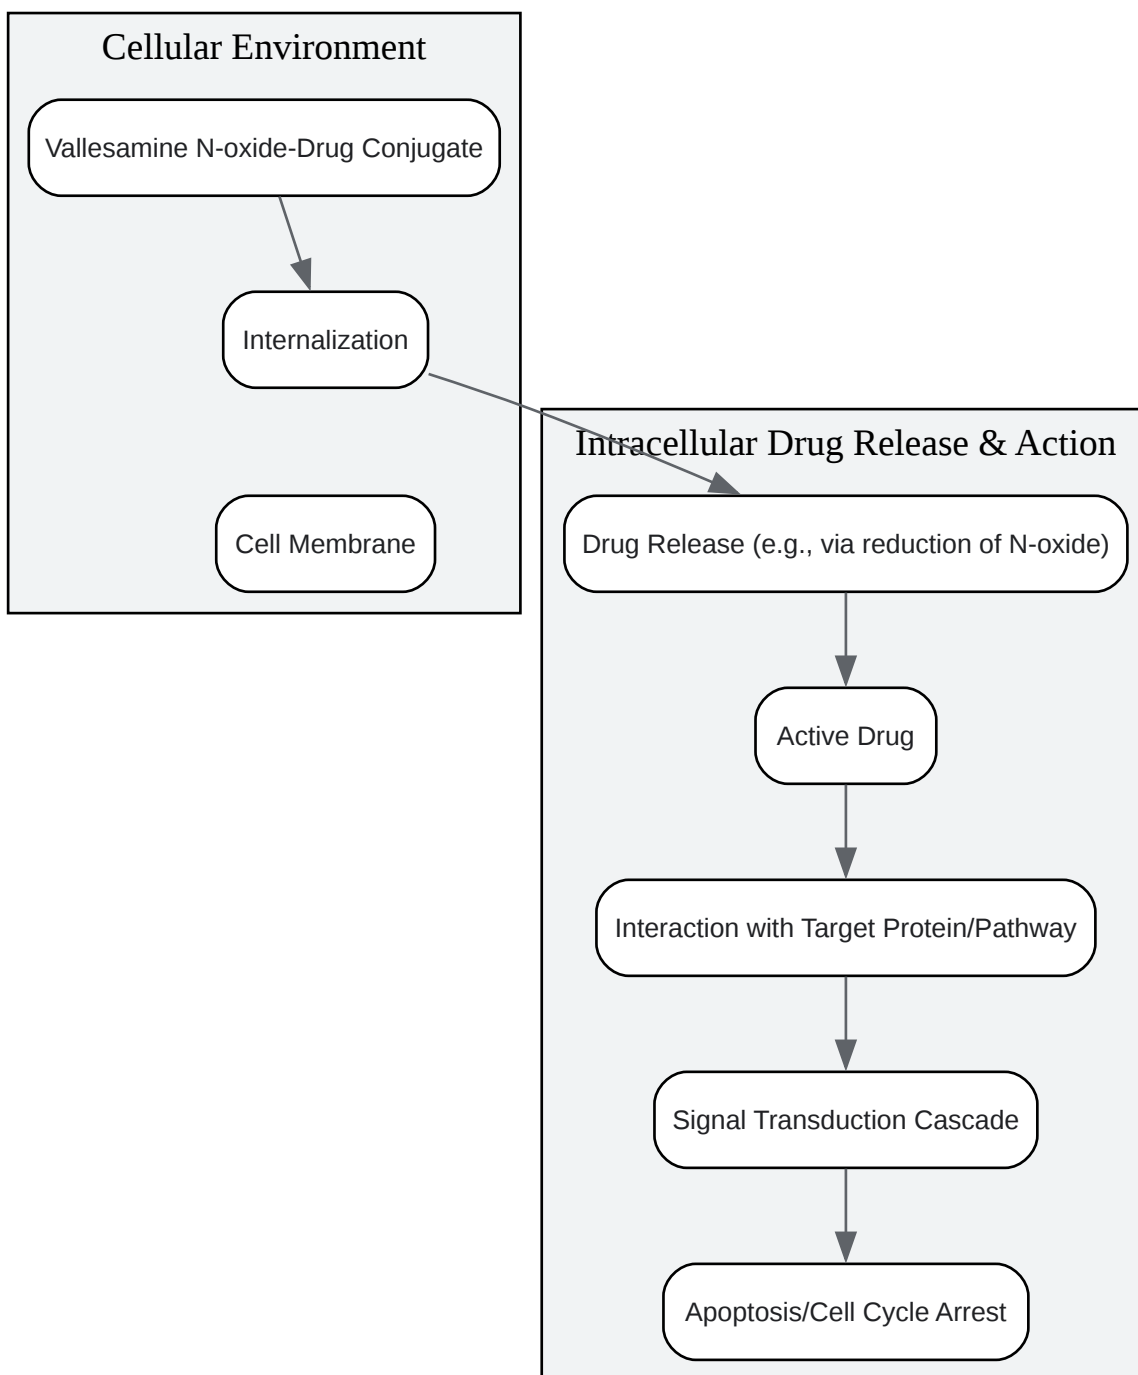 Cellular Environment
Vallesamine N-oxide-Drug Conjugate
Internalization
Cell Membrane
Intracellular Drug Release & Action
Drug Release (e.g., via reduction of N-oxide)
Active Drug
Interaction with Target Protein/Pathway
Signal Transduction Cascade
Apoptosis/Cell Cycle Arrest